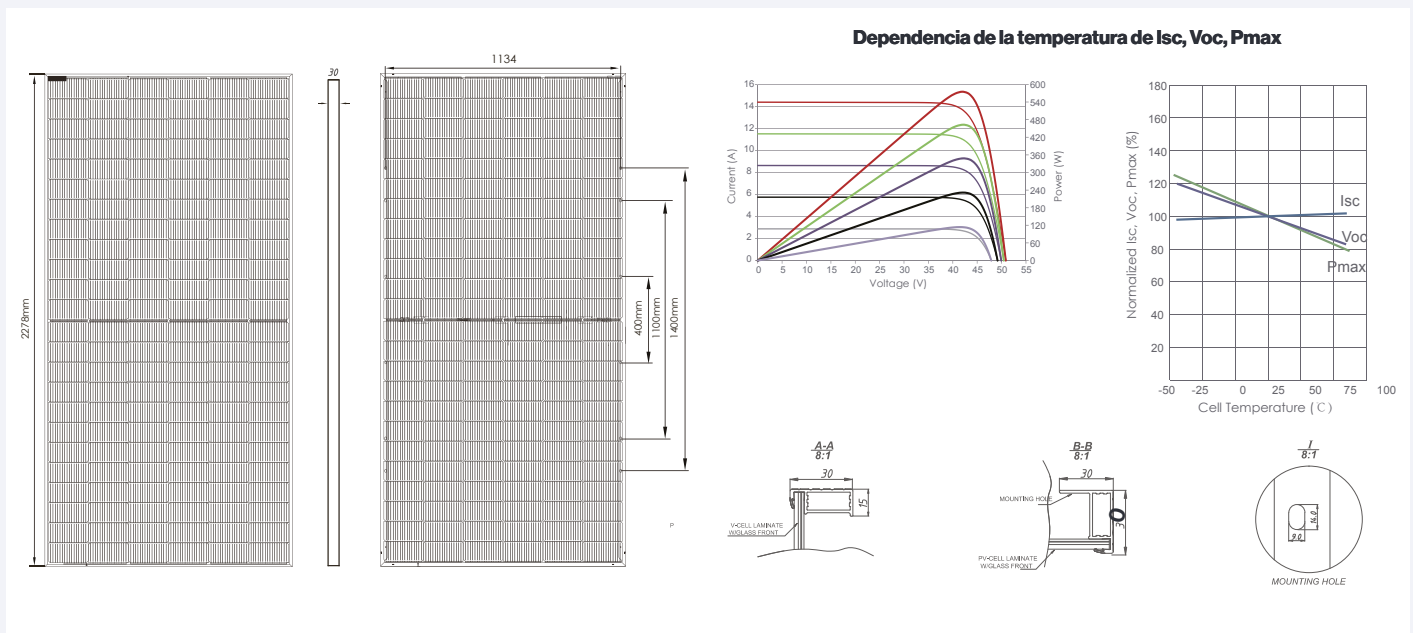 Dependencia de la temperatura de Isc, Voc, Pmax
2278mm
30
1134
400mm
1100mm
1400mm
P
Current (A)
16
14
12
10
8
6
4
2
0
0 5 10 15 20 25 30 35 40 45 50 55
Voltage (V)
600
540
480
420
360
300
240
180
120
60
0
Power (W)
Normalized Isc, Voc, Pmax (%)
180
160
140
120
100
80
60
40
20
Isc
Voc
Pmax
-50 -25 0 25 50 75 100
Cell Temperature (℃)
A-A
8:1
30
15
V-CELL LAMINATE
W/GLASS FRONT
B-B
8:1
30
MOUNTING HOLE
30
PV-CELL LAMINATE
W/GLASS FRONT
I
8:1
14.0
9.0
MOUNTING HOLE